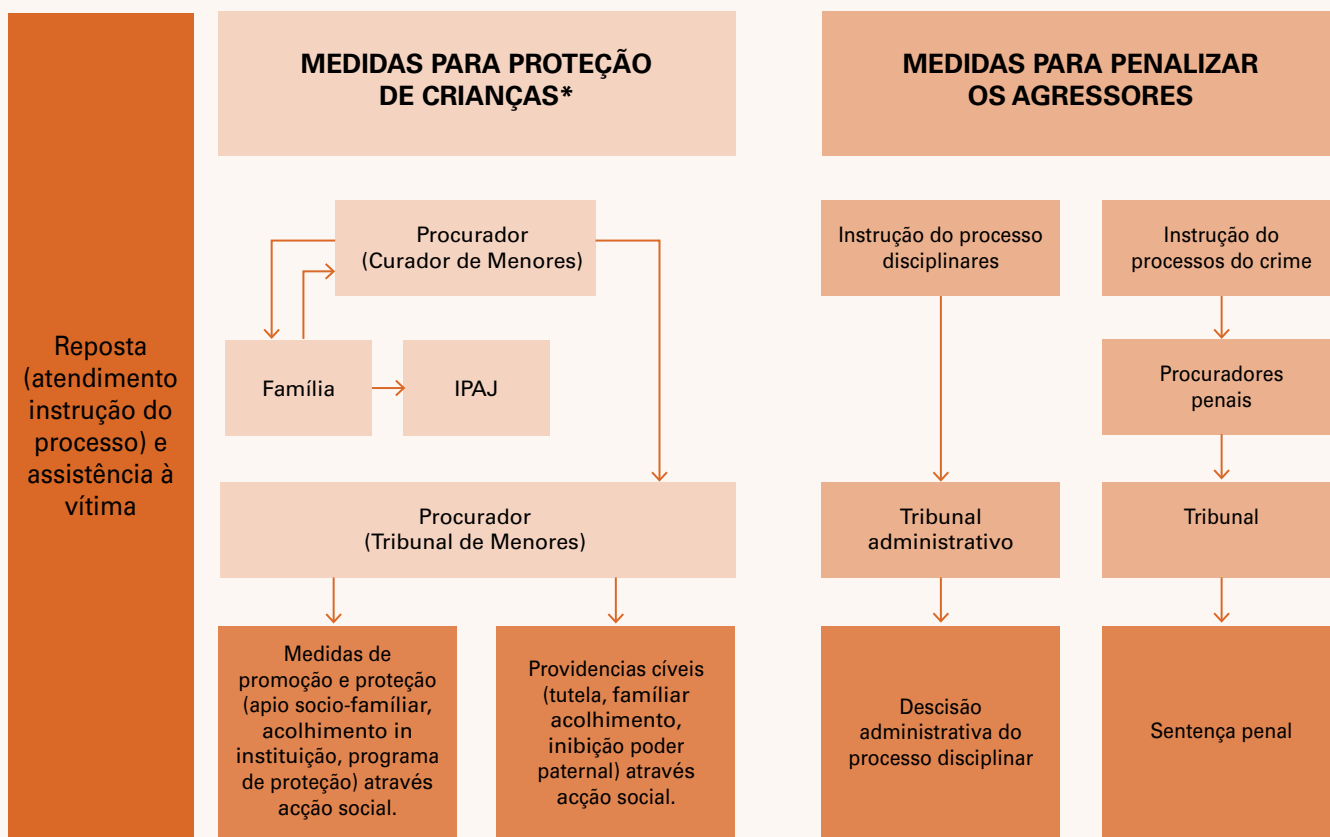 Reposta
(atendimento
instrução do
processo) e
assistência à
vítima
MEDIDAS PARA PROTEÇÃO
DE CRIANÇAS*
Procurador
(Curador de Menores)
Família
IPAJ
Procurador
(Tribunal de Menores)
Medidas de
promoção e proteção
(apio socio-famíliar,
acolhimento in
instituição, programa
de proteção) através
acção social.
Providencias cíveis
(tutela, famíliar
acolhimento,
inibição poder
paternal) através
acção social.
MEDIDAS PARA PENALIZAR
OS AGRESSORES
Instrução do processo
disciplinares
Tribunal
administrativo
Descisão
administrativa do
processo disciplinar
Instrução do
processos do crime
Procuradores
penais
Tribunal
Sentença penal